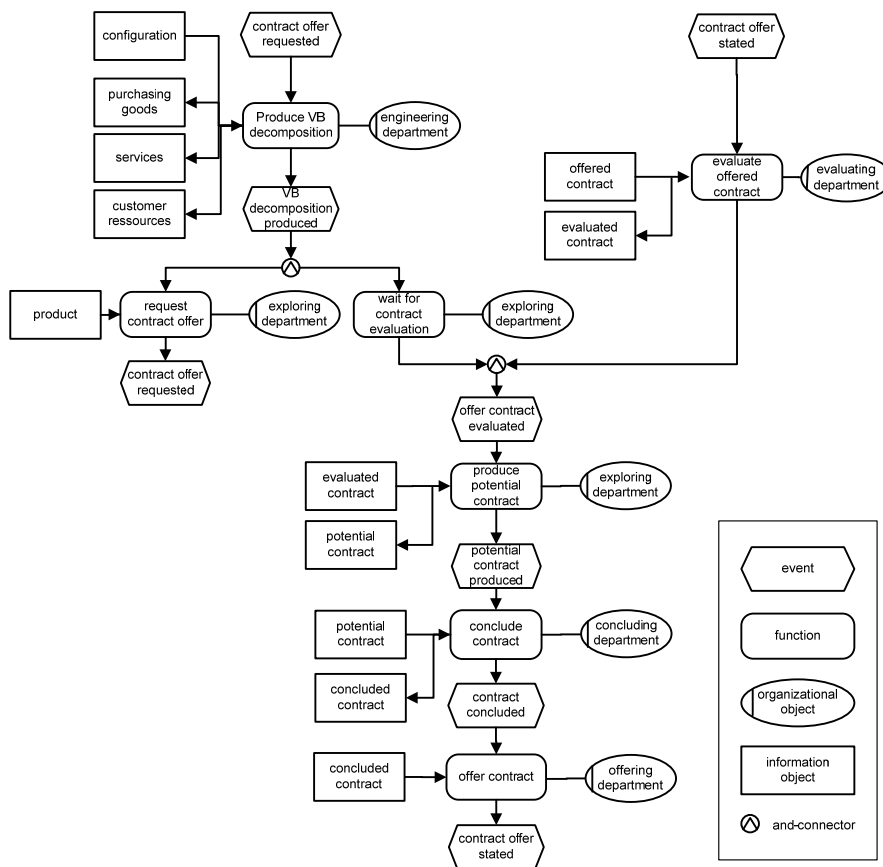 configuration
contract offer
requested
contract offer
stated
purchasing
goods
Produce VB
decomposition
engineering
department
services
offered
contract
evaluate
offered
contract
evaluating
department
customer
ressources
VB
decomposition
produced
evaluated
contract
product
request
contract offer
exploring
department
wait for
contract
evaluation
exploring
department
contract offer
requested
offer contract
evaluated
evaluated
contract
produce
potential
contract
exploring
department
potential
contract
potential
contract
produced
event
potential
contract
conclude
contract
concluding
department
function
concluded
contract
contract
concluded
organizational
object
concluded
contract
offer contract
offering
department
information
object
contract offer
stated
and-connector